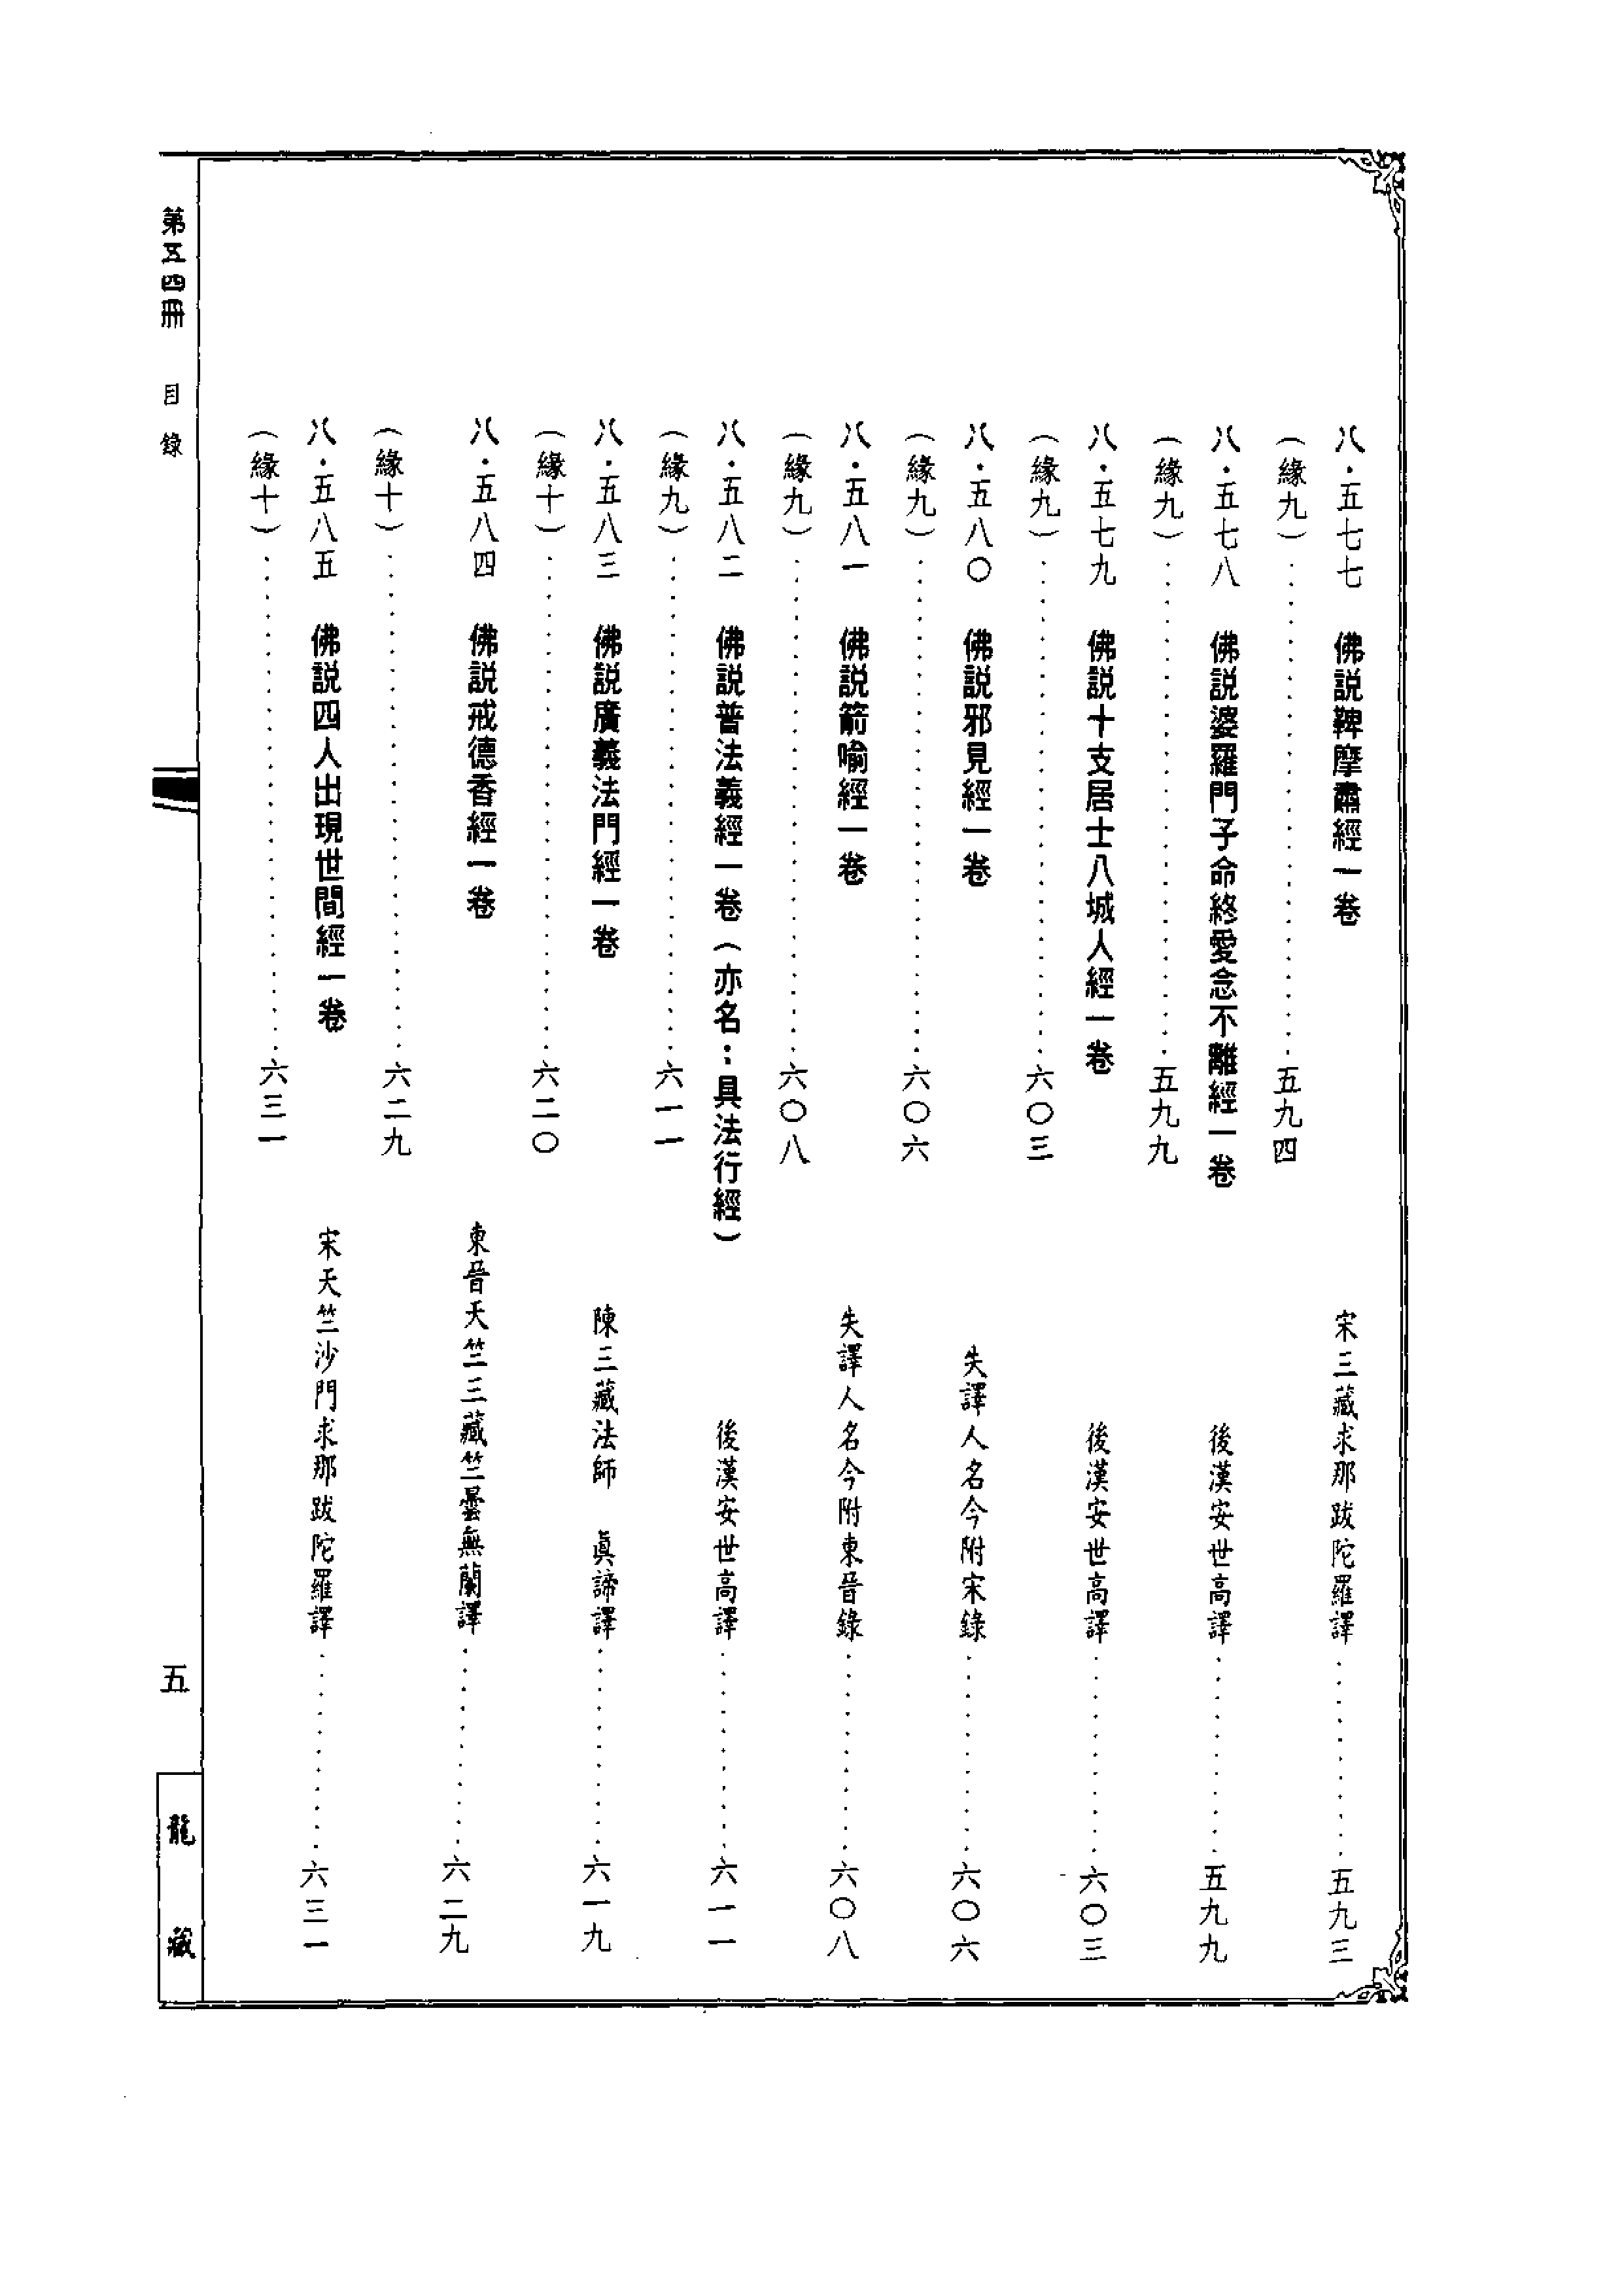 八・五七七　佛説鞞摩肅經一卷　宋三藏求那跋陀羅譯‥‥‥‥五九三
（緣九）‥‥‥‥五九四
八・五七八　佛説婆羅門子命終愛念不離經一卷　後漢安世高譯‥‥‥‥五九九
（緣九）‥‥‥‥五九九
八・五七九　佛説十支居士八城人經一卷　後漢安世高譯‥‥‥‥六〇三
（緣九）‥‥‥‥六〇三
八・五八〇　佛説邪見經一卷　失譯人名今附宋錄‥‥‥‥六〇六
（緣九）‥‥‥‥六〇六
八・五八一　佛説箭喻經一卷　失譯人名今附東晉錄‥‥‥‥六〇八
（緣九）‥‥‥‥六〇八
八・五八二　佛説普法義經一卷（亦名：具法行經）　後漢安世高譯‥‥‥‥六一一
（緣九）‥‥‥‥六一一
八・五八三　佛説廣義法門經一卷　陳三藏法師　眞諦譯‥‥‥‥六一九
（緣十）‥‥‥‥六二〇
八・五八四　佛説戒德香經一卷　東晉天竺三藏竺曇無蘭譯‥‥‥‥六二九
（緣十）‥‥‥‥六二九
八・五八五　佛説四人出現世間經一卷　宋天竺沙門求那跋陀羅譯‥‥‥‥六三一
（緣十）‥‥‥‥六三一
第五四冊　目錄　五　龍藏